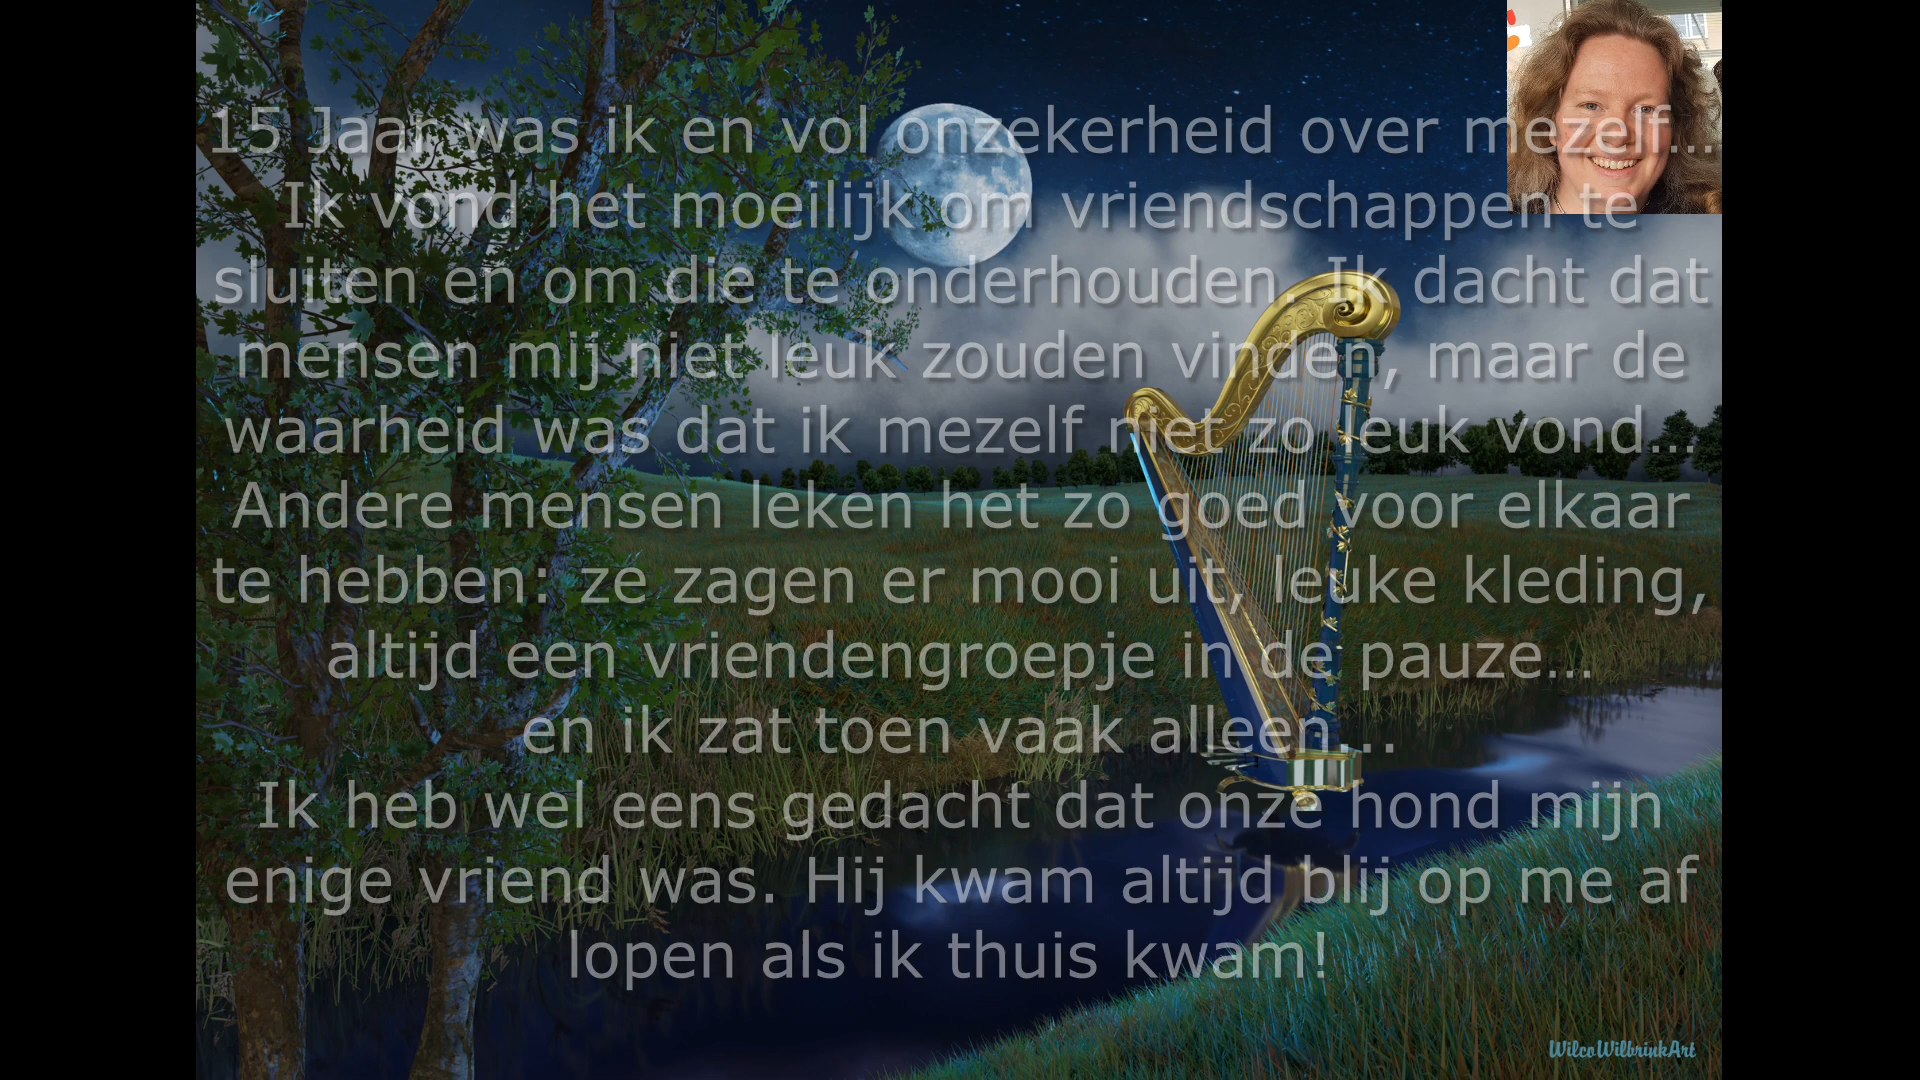 15 Jaar was ik en vol onzekerheid over mezelf...
Ik vond het moeilijk om vriendschappen te
sluiten en om die te onderhouden. Ik dacht dat
mensen mij niet leuk zouden vinden, maar de
waarheid was dat ik mezelf niet zo leuk vond...
Andere mensen leken het zo goed voor elkaar
te hebben: ze zagen er mooi uit, leuke kleding,
altijd een vriendengroepje in de pauze...
en ik zat toen vaak alleen...
Ik heb wel eens gedacht dat onze hond mijn
enige vriend was. Hij kwam altijd blij op me af
lopen als ik thuis kwam!
WilcoWilbrinkArt